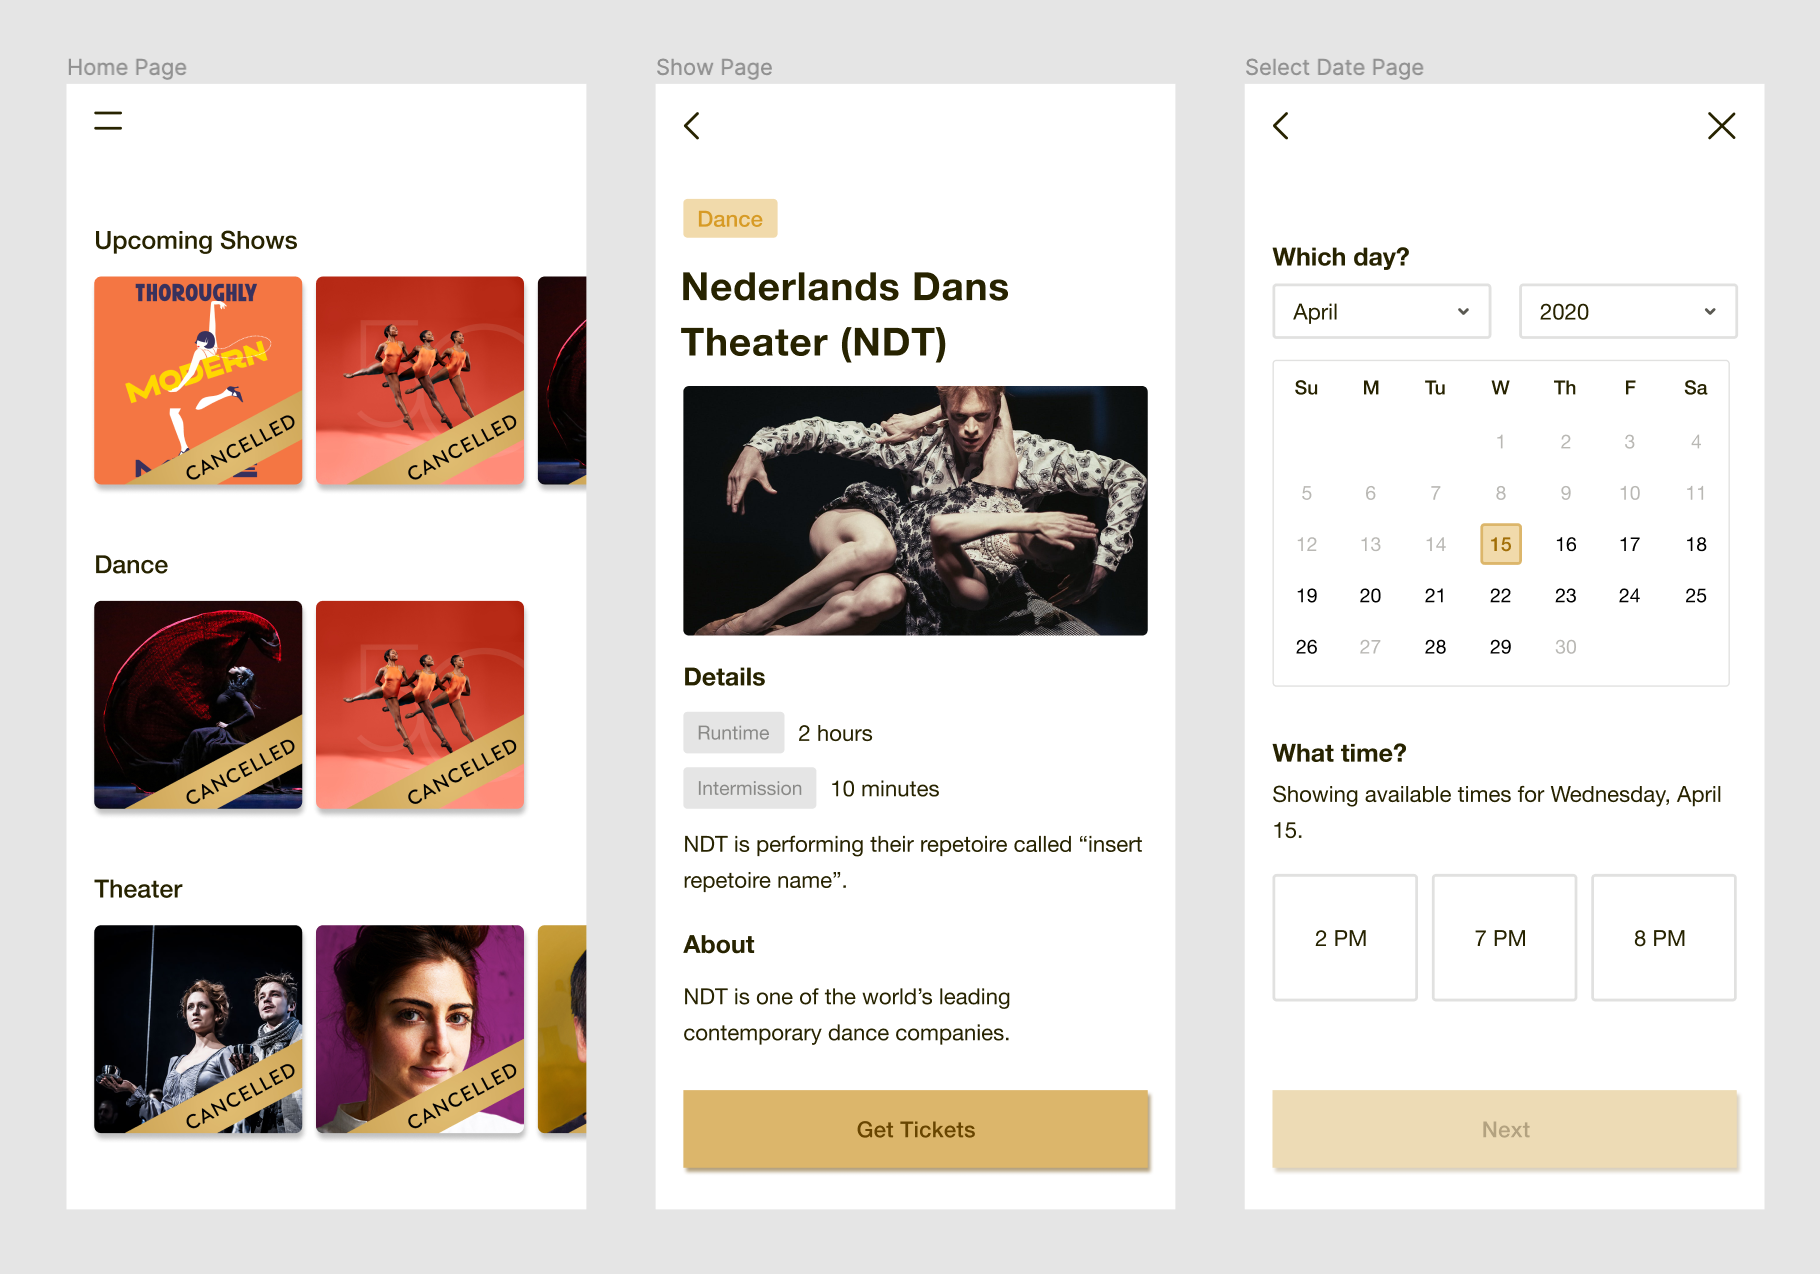 Home Page
Upcoming Shows
THOROUGHLY
MODERN
CANCELLED
CANCELLED
Dance
CANCELLED
CANCELLED
Theater
CANCELLED
CANCELLED
Show Page
Dance
Nederlands Dans
Theater (NDT)
Details
Runtime 2 hours
Intermission 10 minutes
NDT is performing their repetoire called “insert
repetoire name”.
About
NDT is one of the world’s leading
contemporary dance companies.
Get Tickets
Select Date Page
Which day?
April 2020
Su M Tu W Th F Sa
1 2 3 4
5 6 7 8 9 10 11
12 13 14 15 16 17 18
19 20 21 22 23 24 25
26 27 28 29 30
What time?
Showing available times for Wednesday, April
15.
2 PM 7 PM 8 PM
Next